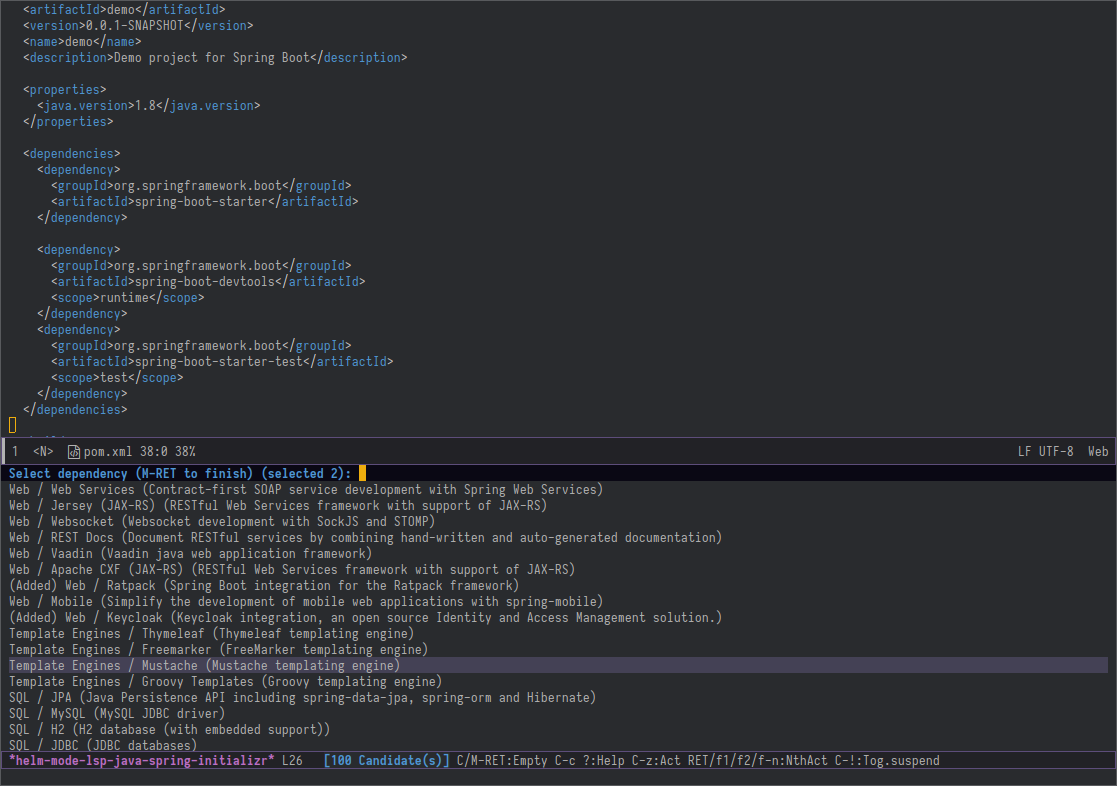 <artifactId>demo</artifactId>
<version>0.0.1-SNAPSHOT</version>
<name>demo</name>
<description>Demo project for Spring Boot</description>
<properties>
<java.version>1.8</java.version>
</properties>
<dependencies>
<dependency>
<groupId>org.springframework.boot</groupId>
<artifactId>spring-boot-starter</artifactId>
</dependency>
<dependency>
<groupId>org.springframework.boot</groupId>
<artifactId>spring-boot-devtools</artifactId>
<scope>runtime</scope>
</dependency>
<dependency>
<groupId>org.springframework.boot</groupId>
<artifactId>spring-boot-starter-test</artifactId>
<scope>test</scope>
</dependency>
</dependencies>
1 <N> pom.xml 38:0 38% LF UTF-8 Web
Select dependency (M-RET to finish) (selected 2):
Web / Web Services (Contract-first SOAP service development with Spring Web Services)
Web / Jersey (JAX-RS) (RESTful Web Services framework with support of JAX-RS)
Web / Websocket (Websocket development with SockJS and STOMP)
Web / REST Docs (Document RESTful services by combining hand-written and auto-generated documentation)
Web / Vaadin (Vaadin java web application framework)
Web / Apache CXF (JAX-RS) (RESTful Web Services framework with support of JAX-RS)
(Added) Web / Ratpack (Spring Boot integration for the Ratpack framework)
Web / Mobile (Simplify the development of mobile web applications with spring-mobile)
(Added) Web / Keycloak (Keycloak integration, an open source Identity and Access Management solution.)
Template Engines / Thymeleaf (Thymeleaf templating engine)
Template Engines / Freemarker (FreeMarker templating engine)
Template Engines / Mustache (Mustache templating engine)
Template Engines / Groovy Templates (Groovy templating engine)
SQL / JPA (Java Persistence API including spring-data-jpa, spring-orm and Hibernate)
SQL / MySQL (MySQL JDBC driver)
SQL / H2 (H2 database (with embedded support))
SQL / JDBC (JDBC databases)
*helm-mode-lsp-java-spring-initializr* L26 [100 Candidate(s)] C/M-RET:Empty C-c ?:Help C-z:Act RET/f1/f2/f-n:NthAct C-!:Tog.suspend